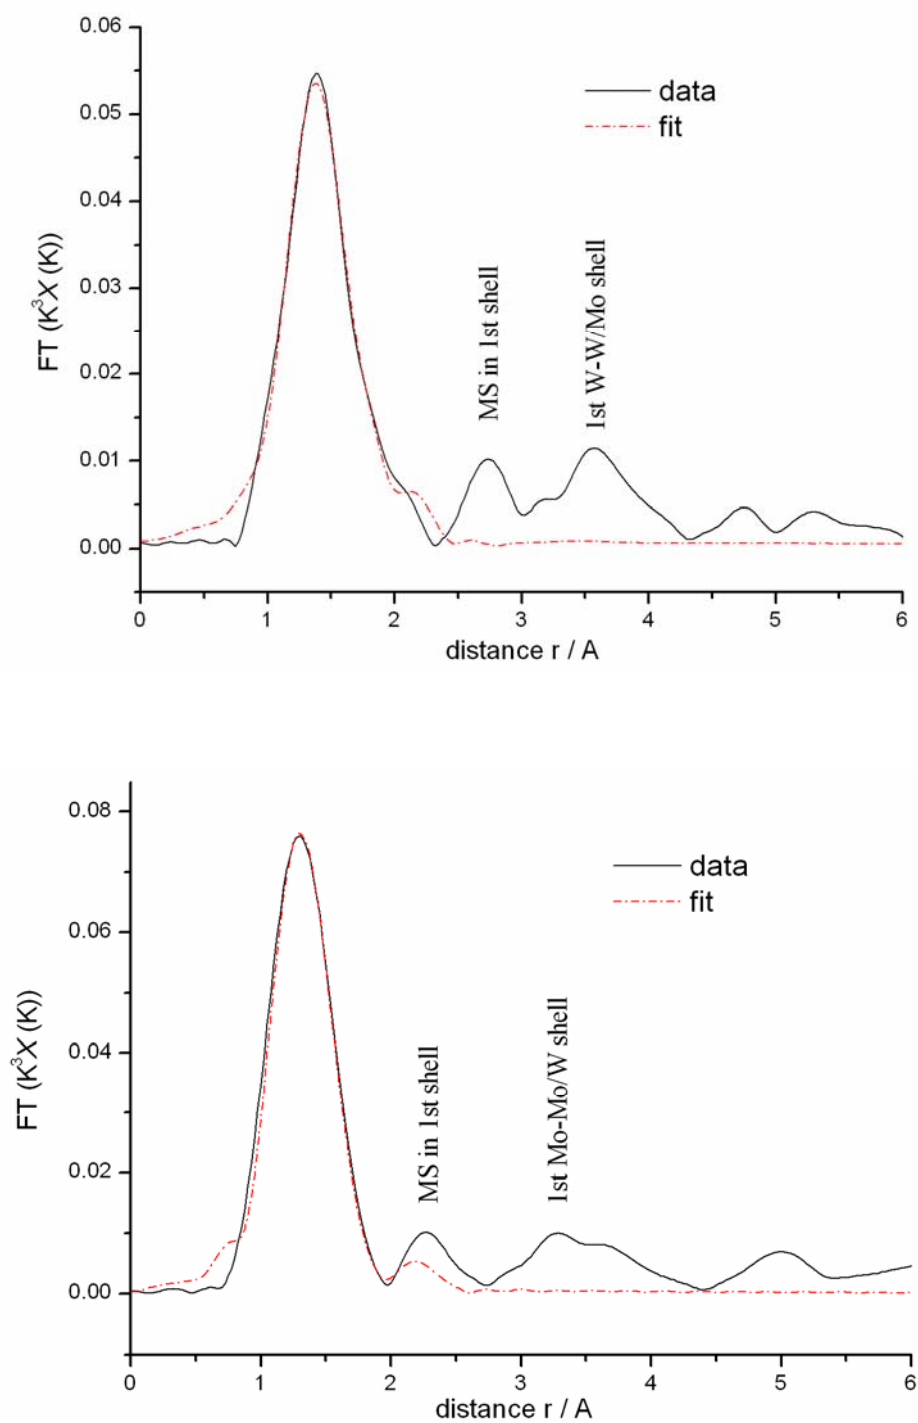 0.06
0.05
0.04
0.03
0.02
0.01
0.00
FT (K³X (K))
data
fit
MS in 1st shell
1st W-W/Mo shell
0 1 2 3 4 5 6
distance r / A
0.08
0.06
0.04
0.02
0.00
FT (K³X (K))
data
fit
MS in 1st shell
1st Mo-Mo/W shell
0 1 2 3 4 5 6
distance r / A